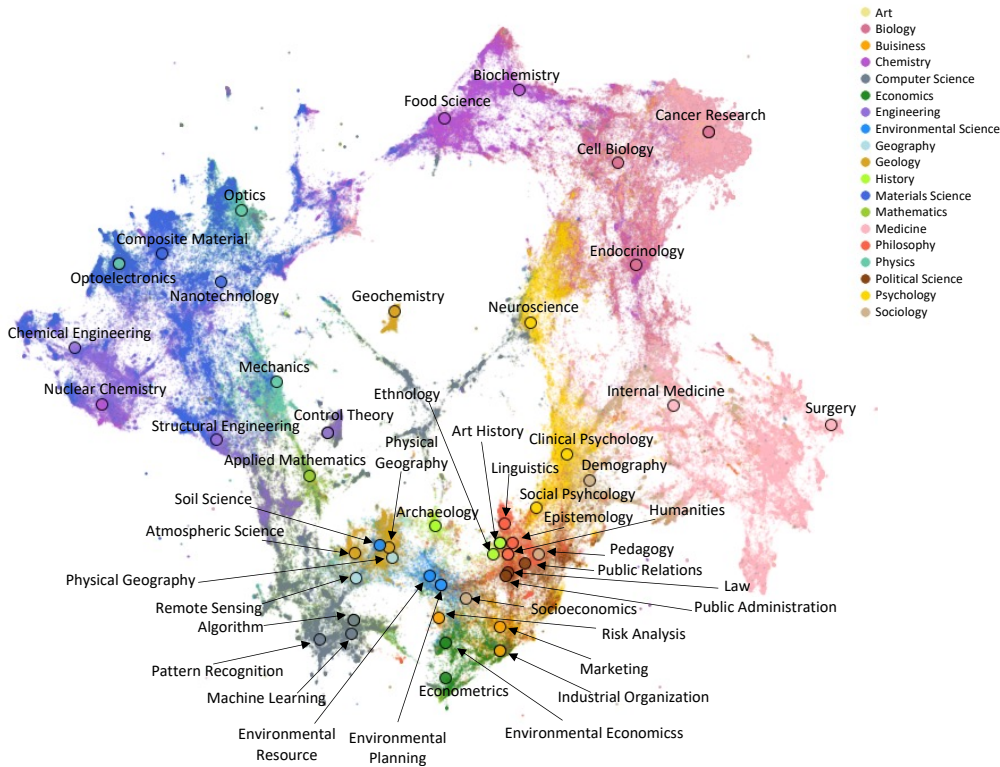 Art
Biology
Buisiness
Chemistry
Computer Science
Economics
Engineering
Environmental Science
Geography
Geology
History
Materials Science
Mathematics
Medicine
Philosophy
Physics
Political Science
Psychology
Sociology
Biochemistry
Food Science
Cancer Research
Cell Biology
Optics
Composite Material
Optoelectronics
Nanotechnology
Endocrinology
Geochemistry
Neuroscience
Chemical Engineering
Mechanics
Nuclear Chemistry
Ethnology
Internal Medicine
Surgery
Control Theory
Structural Engineering
Art History
Physical
Geography
Clinical Psychology
Applied Mathematics
Linguistics
Demography
Soil Science
Social Psyhcology
Archaeology
Epistemology
Humanities
Atmospheric Science
Pedagogy
Public Relations
Physical Geography
Law
Remote Sensing
Socioeconomics
Public Administration
Algorithm
Risk Analysis
Pattern Recognition
Marketing
Machine Learning
Econometrics
Industrial Organization
Environmental
Resource
Environmental
Planning
Environmental Economicss